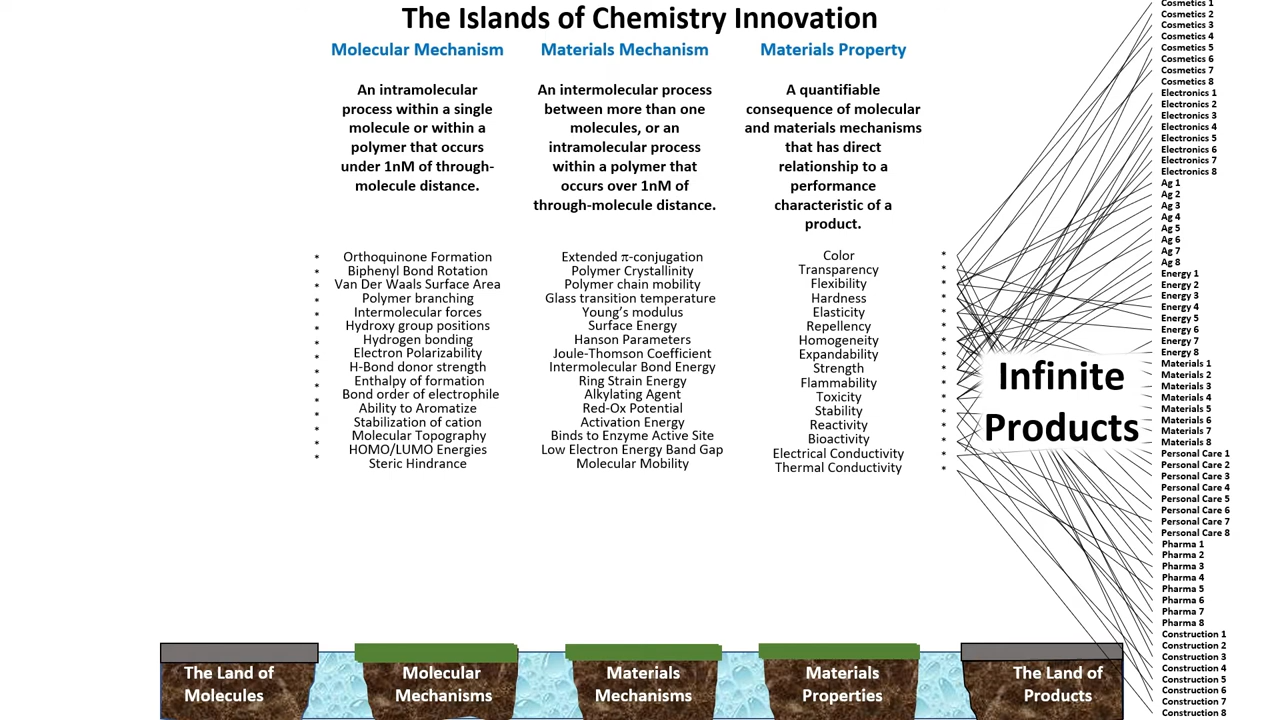 The Islands of Chemistry Innovation
Molecular Mechanism
An intramolecular
process within a single
molecule or within a
polymer that occurs
under 1nM of through-
molecule distance.
Orthoquinone Formation
Biphenyl Bond Rotation
Van Der Waals Surface Area
Polymer branching
Intermolecular forces
Hydroxy group positions
Hydrogen bonding
Electron Polarizability
H-Bond donor strength
Enthalpy of formation
Bond order of electrophile
Ability to Aromatize
Stabilization of cation
Molecular Topography
HOMO/LUMO Energies
Steric Hindrance
Materials Mechanism
An intermolecular process
between more than one
molecules, or an
intramolecular process
within a polymer that
occurs over 1nM of
through-molecule distance.
Extended π-conjugation
Polymer Crystallinity
Polymer chain mobility
Glass transition temperature
Young's modulus
Surface Energy
Hanson Parameters
Joule-Thomson Coefficient
Intermolecular Bond Energy
Ring Strain Energy
Alkylating Agent
Red-Ox Potential
Activation Energy
Binds to Enzyme Active Site
Low Electron Energy Band Gap
Molecular Mobility
Materials Property
A quantifiable
consequence of molecular
and materials mechanisms
that has direct
relationship to a
performance
characteristic of a
product.
Color
Transparency
Flexibility
Hardness
Elasticity
Repellency
Homogeneity
Expandability
Strength
Flammability
Toxicity
Stability
Reactivity
Bioactivity
Electrical Conductivity
Thermal Conductivity
Infinite
Products
Cosmetics 1
Cosmetics 2
Cosmetics 3
Cosmetics 4
Cosmetics 5
Cosmetics 6
Cosmetics 7
Cosmetics 8
Electronics 1
Electronics 2
Electronics 3
Electronics 4
Electronics 5
Electronics 6
Electronics 7
Electronics 8
Ag 1
Ag 2
Ag 3
Ag 4
Ag 5
Ag 6
Ag 7
Ag 8
Energy 1
Energy 2
Energy 3
Energy 4
Energy 5
Energy 6
Energy 7
Energy 8
Materials 1
Materials 2
Materials 3
Materials 4
Materials 5
Materials 6
Materials 7
Materials 8
Personal Care 1
Personal Care 2
Personal Care 3
Personal Care 4
Personal Care 5
Personal Care 6
Personal Care 7
Personal Care 8
Pharma 1
Pharma 2
Pharma 3
Pharma 4
Pharma 5
Pharma 6
Pharma 7
Pharma 8
Construction 1
Construction 2
Construction 3
Construction 4
Construction 5
Construction 6
Construction 7
Construction 8
The Land of
Molecules
Molecular
Mechanisms
Materials
Mechanisms
Materials
Properties
The Land of
Products